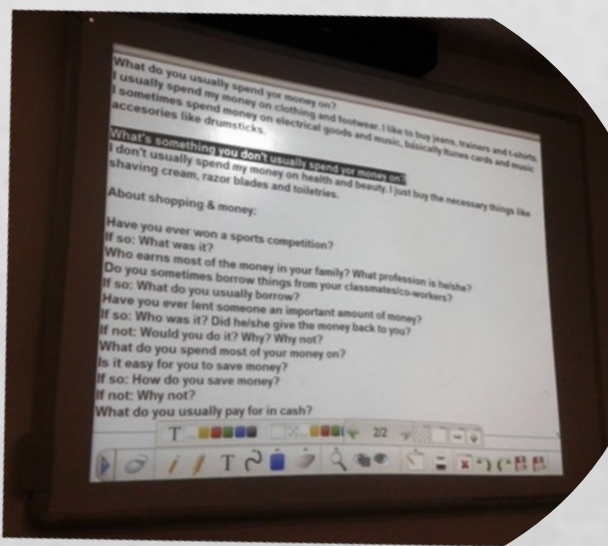 What do you usually spend yor money on?
I usually spend my money on clothing and footwear. I like to buy jeans, trainers and t-shirts.
I sometimes spend money on electrical goods and music, básically Itunes cards and music
accesories like drumsticks.
What's something you don't usually spend yor money on?
I don't usually spend my money on health and beauty. I just buy the necessary things like
shaving cream, razor blades and toiletries.
About shopping & money:
Have you ever won a sports competition?
If so: What was it?
Who earns most of the money in your family? What profession is he/she?
Do you sometimes borrow things from your classmates/co-workers?
If so: What do you usually borrow?
Have you ever lent someone an important amount of money?
If so: Who was it? Did he/she give the money back to you?
If not: Would you do it? Why? Why not?
What do you spend most of your money on?
Is it easy for you to save money?
If so: How do you save money?
If not: Why not?
What do you usually pay for in cash?
T 2/2
T